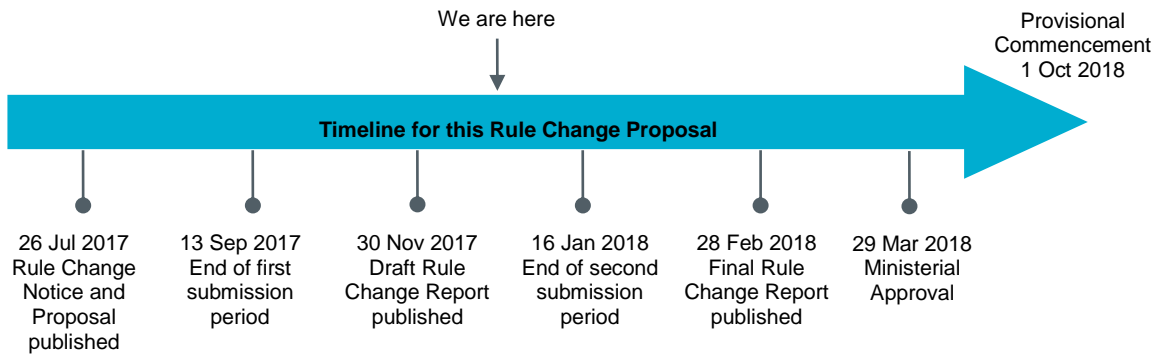 We are here
Provisional
Commencement
1 Oct 2018
Timeline for this Rule Change Proposal
26 Jul 2017
Rule Change
Notice and
Proposal
published
13 Sep 2017
End of first
submission
period
30 Nov 2017
Draft Rule
Change Report
published
16 Jan 2018
End of second
submission
period
28 Feb 2018
Final Rule
Change Report
published
29 Mar 2018
Ministerial
Approval